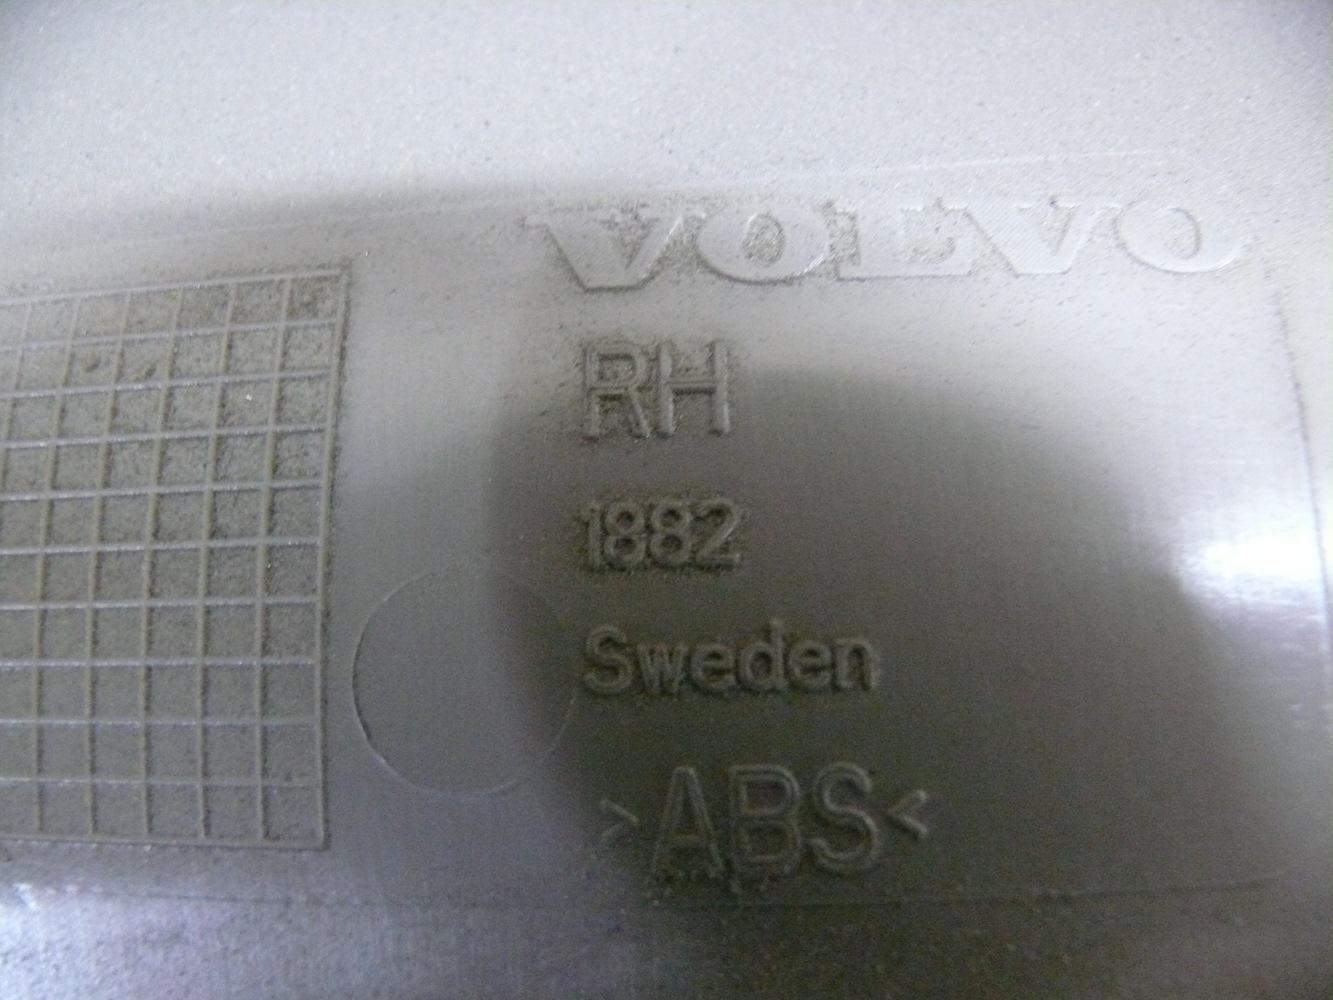 VOLVO
RH
1882
Sweden
>ABS<